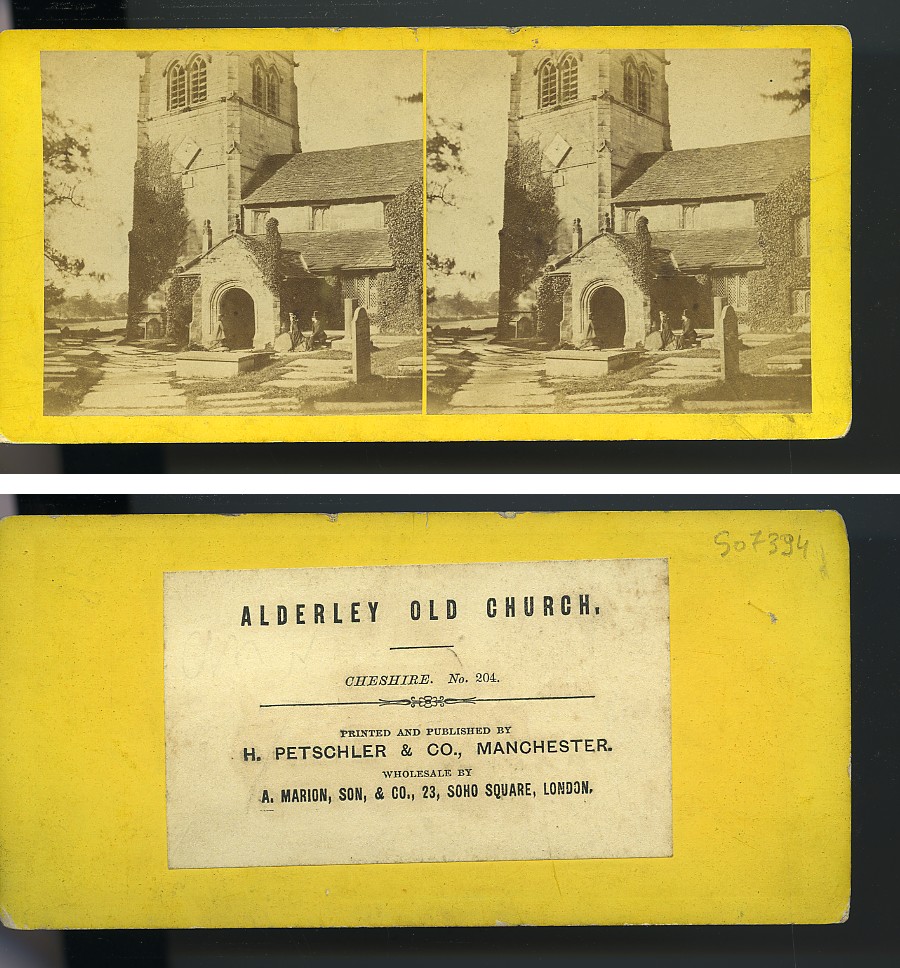 So7394
ALDERLEY OLD CHURCH.
CHESHIRE. No. 204.
PRINTED AND PUBLISHED BY
H. PETSCHLER & CO., MANCHESTER.
WHOLESALE BY
A. MARION, SON, & CO., 23, SOHO SQUARE, LONDON.